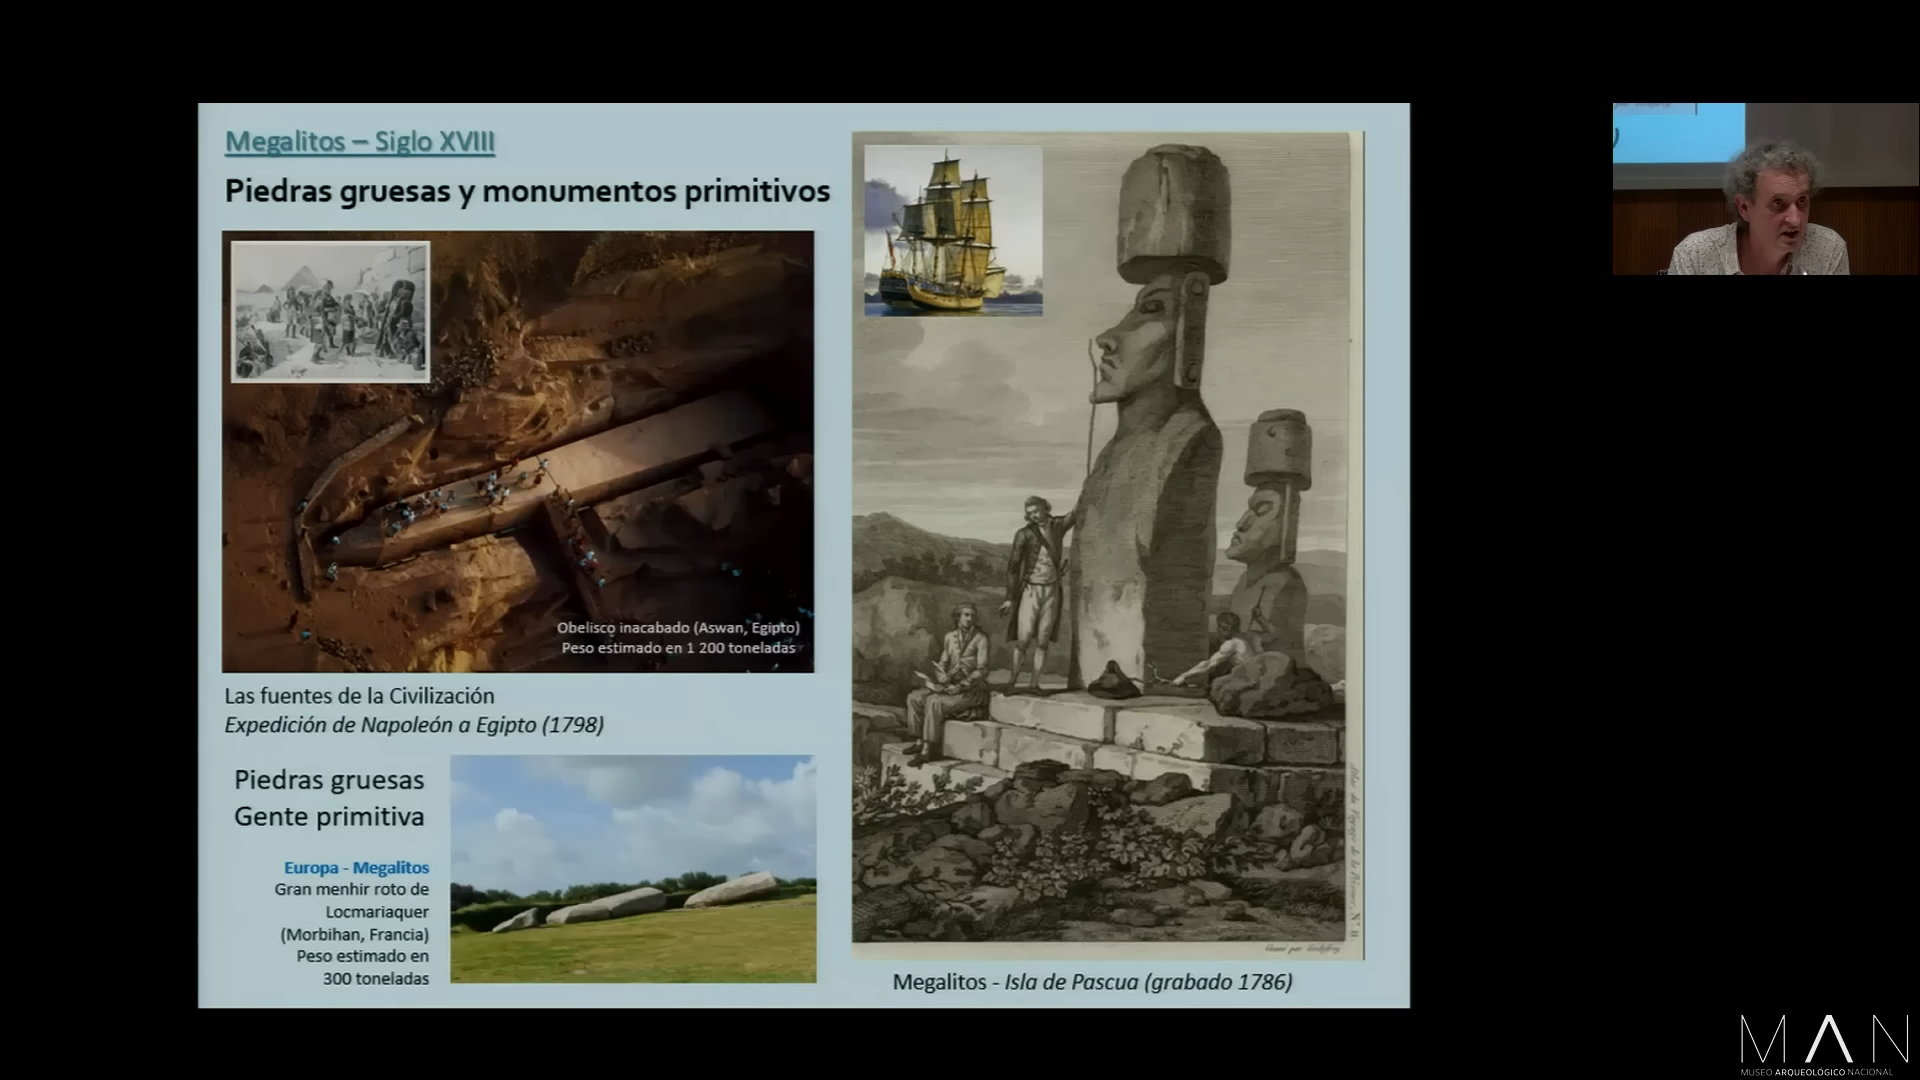 Megalitos – Siglo XVIII
Piedras gruesas y monumentos primitivos
Obelisco inacabado (Aswan, Egipto)
Peso estimado en 1 200 toneladas
Las fuentes de la Civilización
Expedición de Napoleón a Egipto (1798)
Piedras gruesas
Gente primitiva
Europa - Megalitos
Gran menhir roto de
Locmariaquer
(Morbihan, Francia)
Peso estimado en
300 toneladas
Megalitos - Isla de Pascua (grabado 1786)
MAN
MUSEO ARQUEOLÓGICO NACIONAL